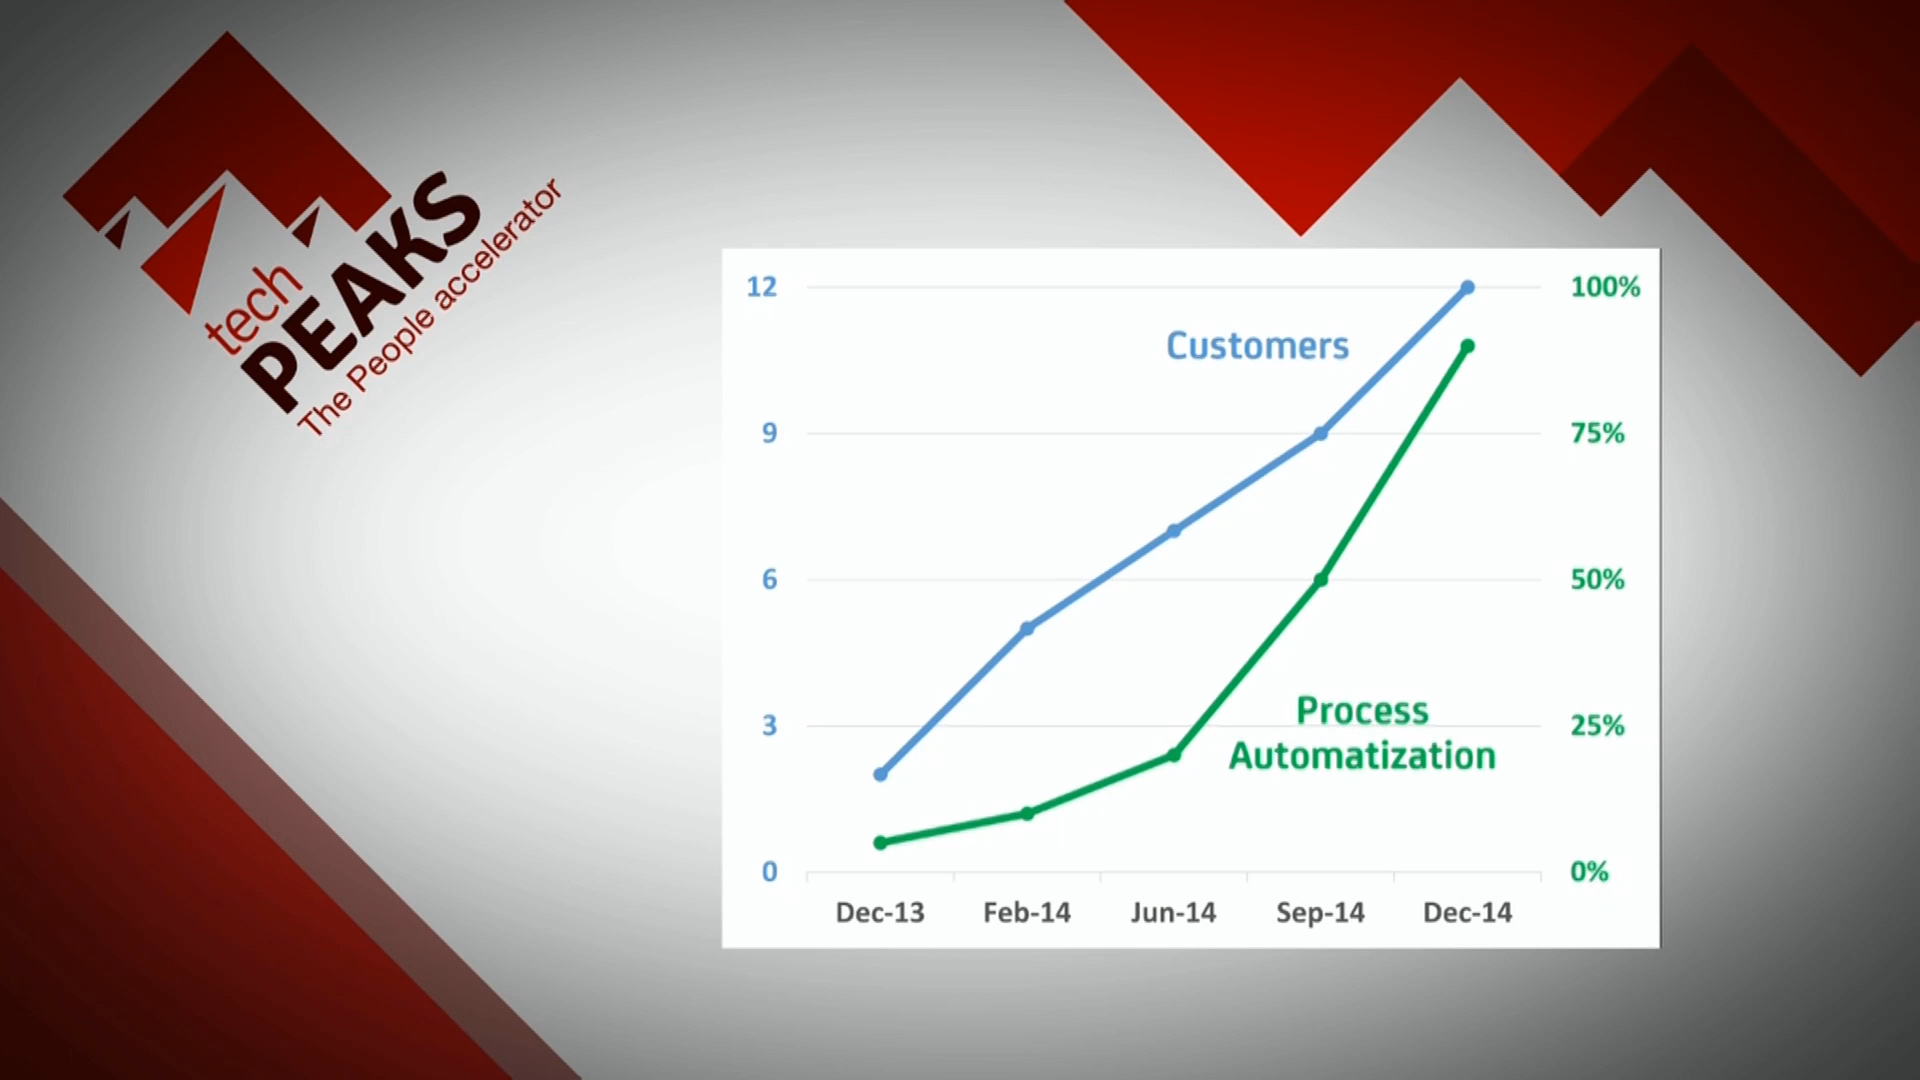 tech
PEAKS
The People accelerator
12
100%
Customers
9
75%
6
50%
Process
3
25%
Automatization
0
0%
Dec-13 Feb-14 Jun-14 Sep-14 Dec-14